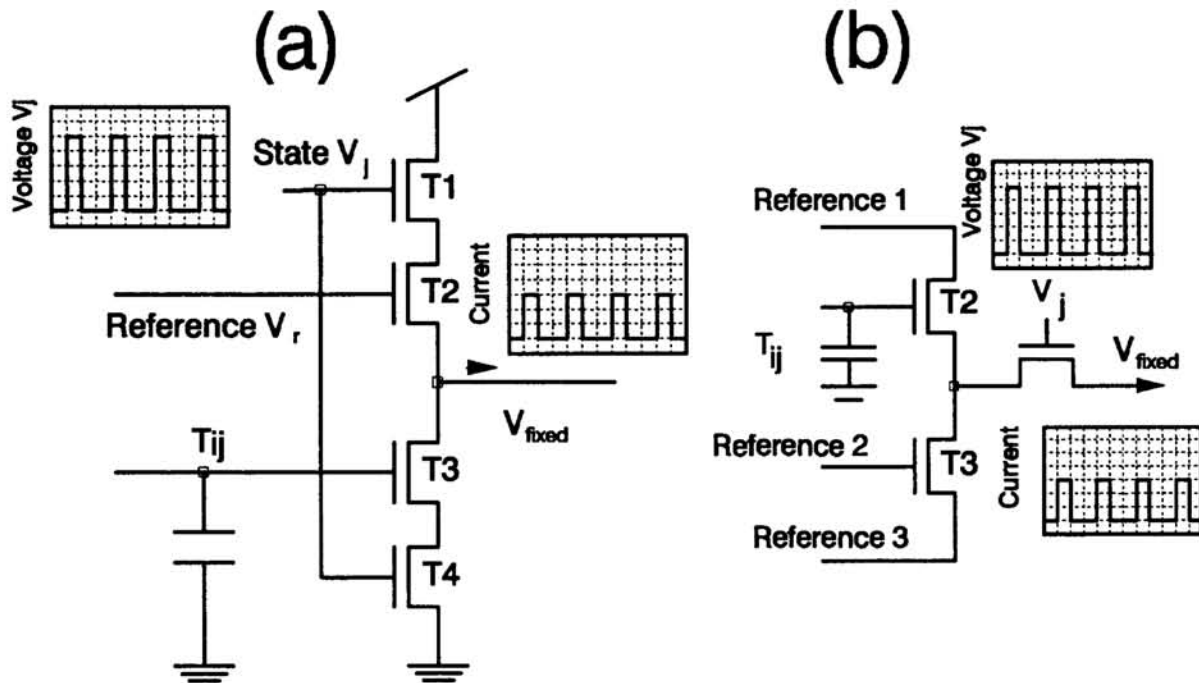 (a)
Voltage Vj
State Vj
T1
T2
Reference Vr
Current
Vfixed
Tij
T3
T4
(b)
Voltage Vj
Reference 1
T2
Vj
Tij
Vfixed
Reference 2
T3
Current
Reference 3